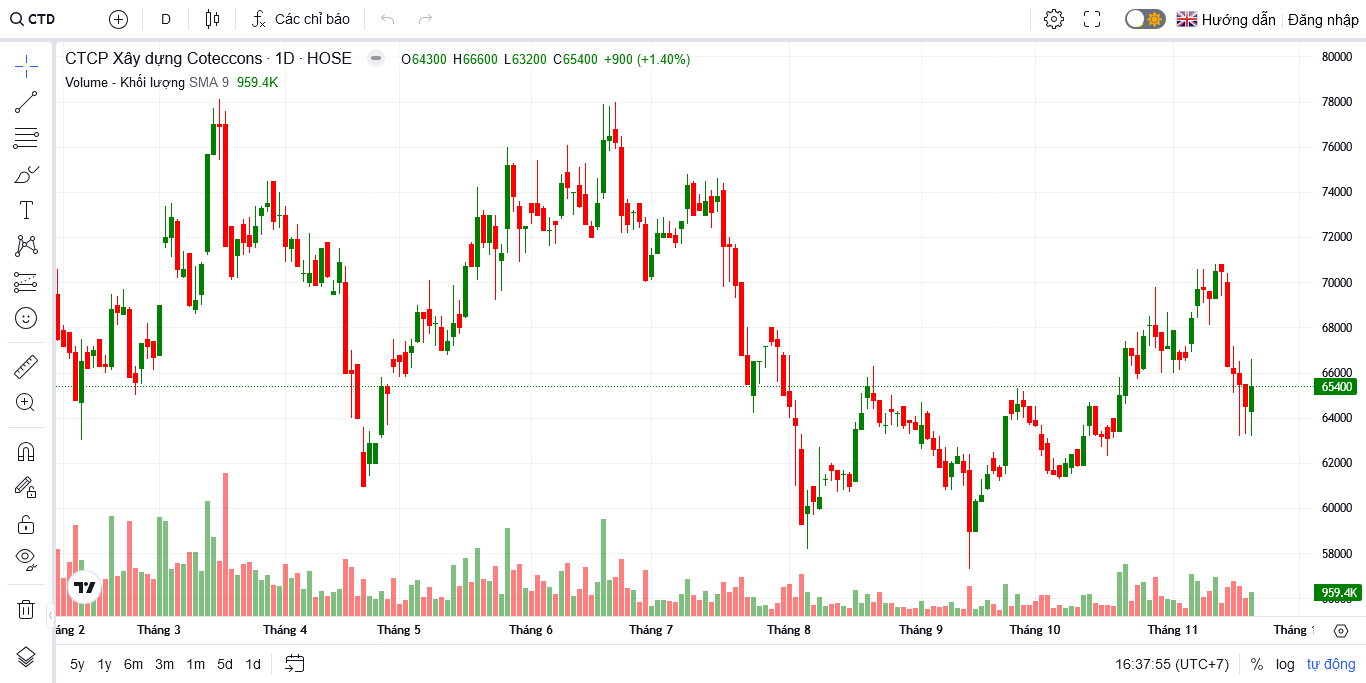 CTD D Các chỉ báo Hướng dẫn Đăng nhập
CTCP Xây dựng Coteccons · 1D · HOSE O64300 H66600 L63200 C65400 +900 (+1.40%)
Volume - Khối lượng SMA 9 959.4K
80000
78000
76000
74000
72000
70000
68000
66000
65400
64000
62000
60000
58000
959.4K
áng 2 Tháng 3 Tháng 4 Tháng 5 Tháng 6 Tháng 7 Tháng 8 Tháng 9 Tháng 10 Tháng 11 Tháng 1
5y 1y 6m 3m 1m 5d 1d 16:37:55 (UTC+7) % log tự động